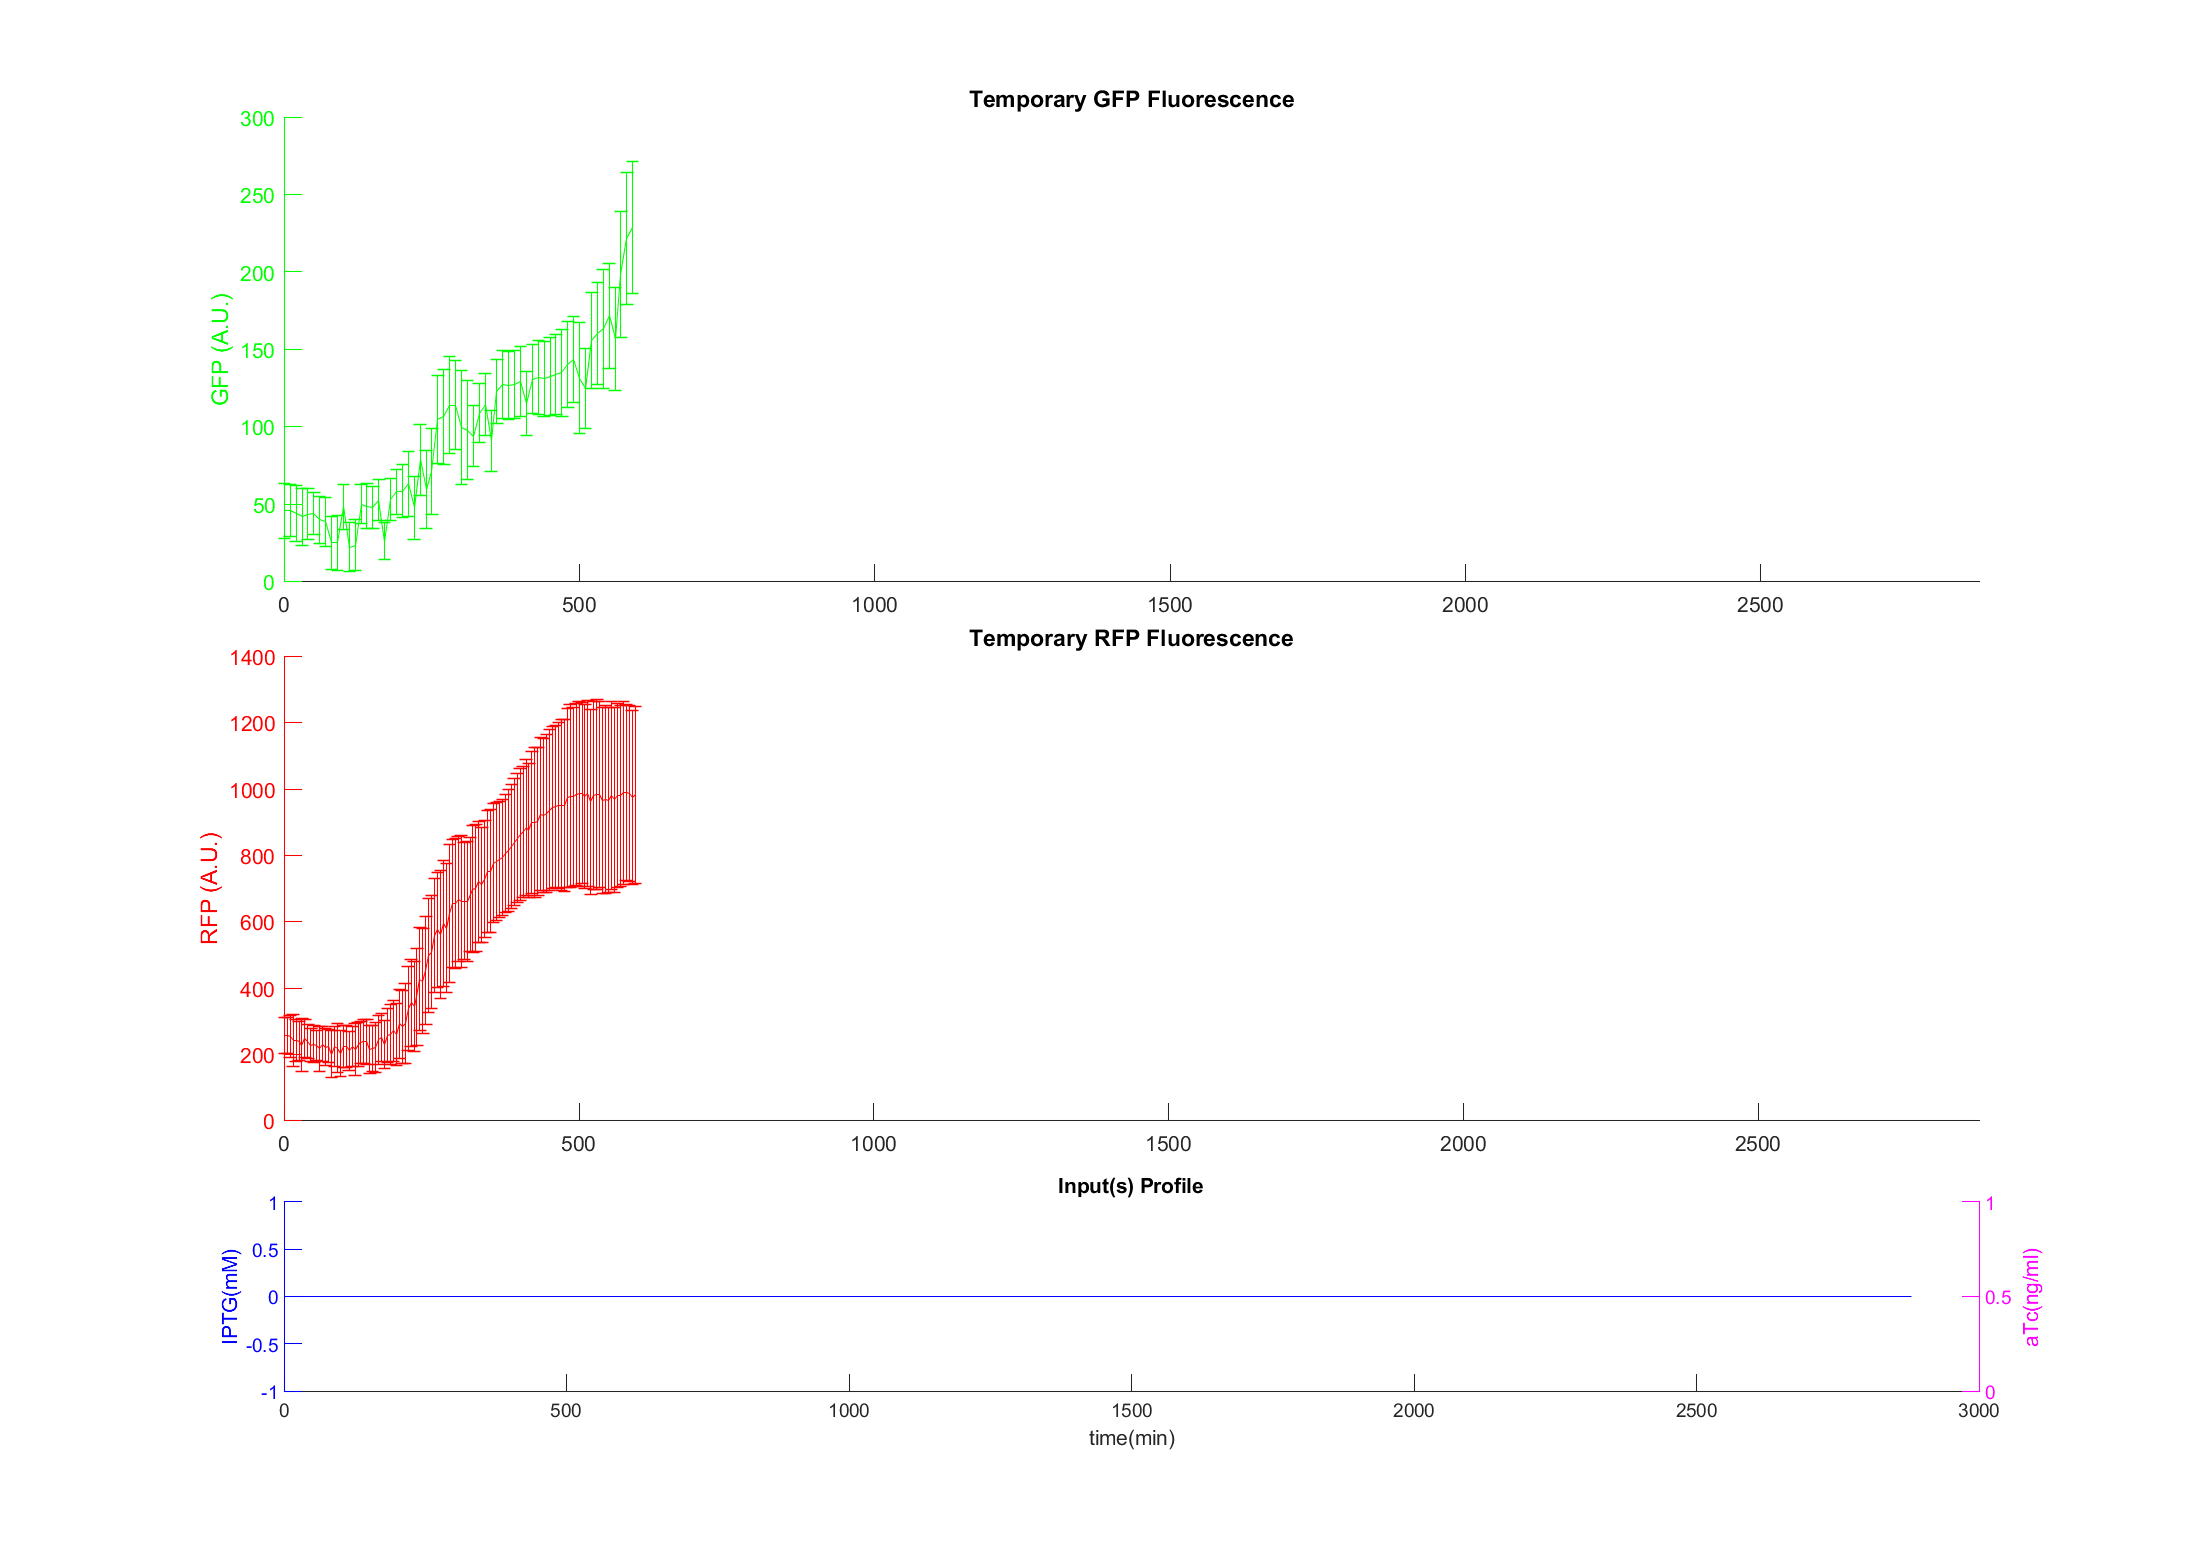 Temporary GFP Fluorescence
300
250
200
150
100
50
0
GFP (A.U.)
0 500 1000 1500 2000 2500
Temporary RFP Fluorescence
1400
1200
1000
800
600
400
200
0
RFP (A.U.)
0 500 1000 1500 2000 2500
Input(s) Profile
1
0.5
0
-0.5
-1
IPTG(mM)
1
0.5
0
aTc(ng/ml)
0 500 1000 1500 2000 2500 3000
time(min)